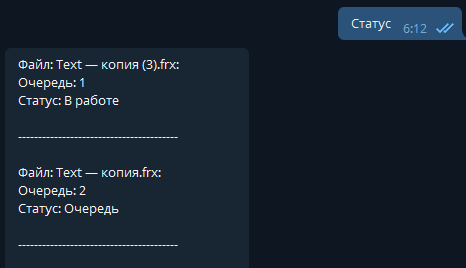 Статус
6:12
Файл: Text — копия (3).frx:
Очередь: 1
Статус: В работе
---------------------------------------
Файл: Text — копия.frx:
Очередь: 2
Статус: Очередь
---------------------------------------